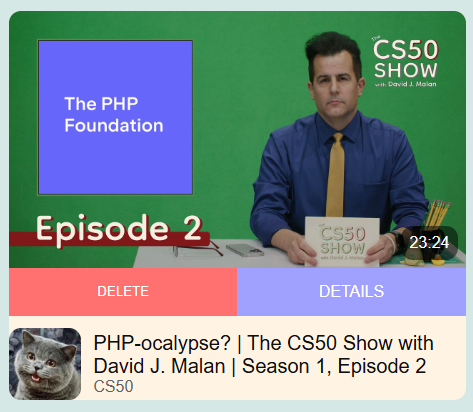 The
CS50
SHOW
with David J. Malan
The PHP
Foundation
Episode 2
CS50
SHOW
with David J. Malan
23:24
DELETE
DETAILS
PHP-ocalypse? | The CS50 Show with
David J. Malan | Season 1, Episode 2
CS50